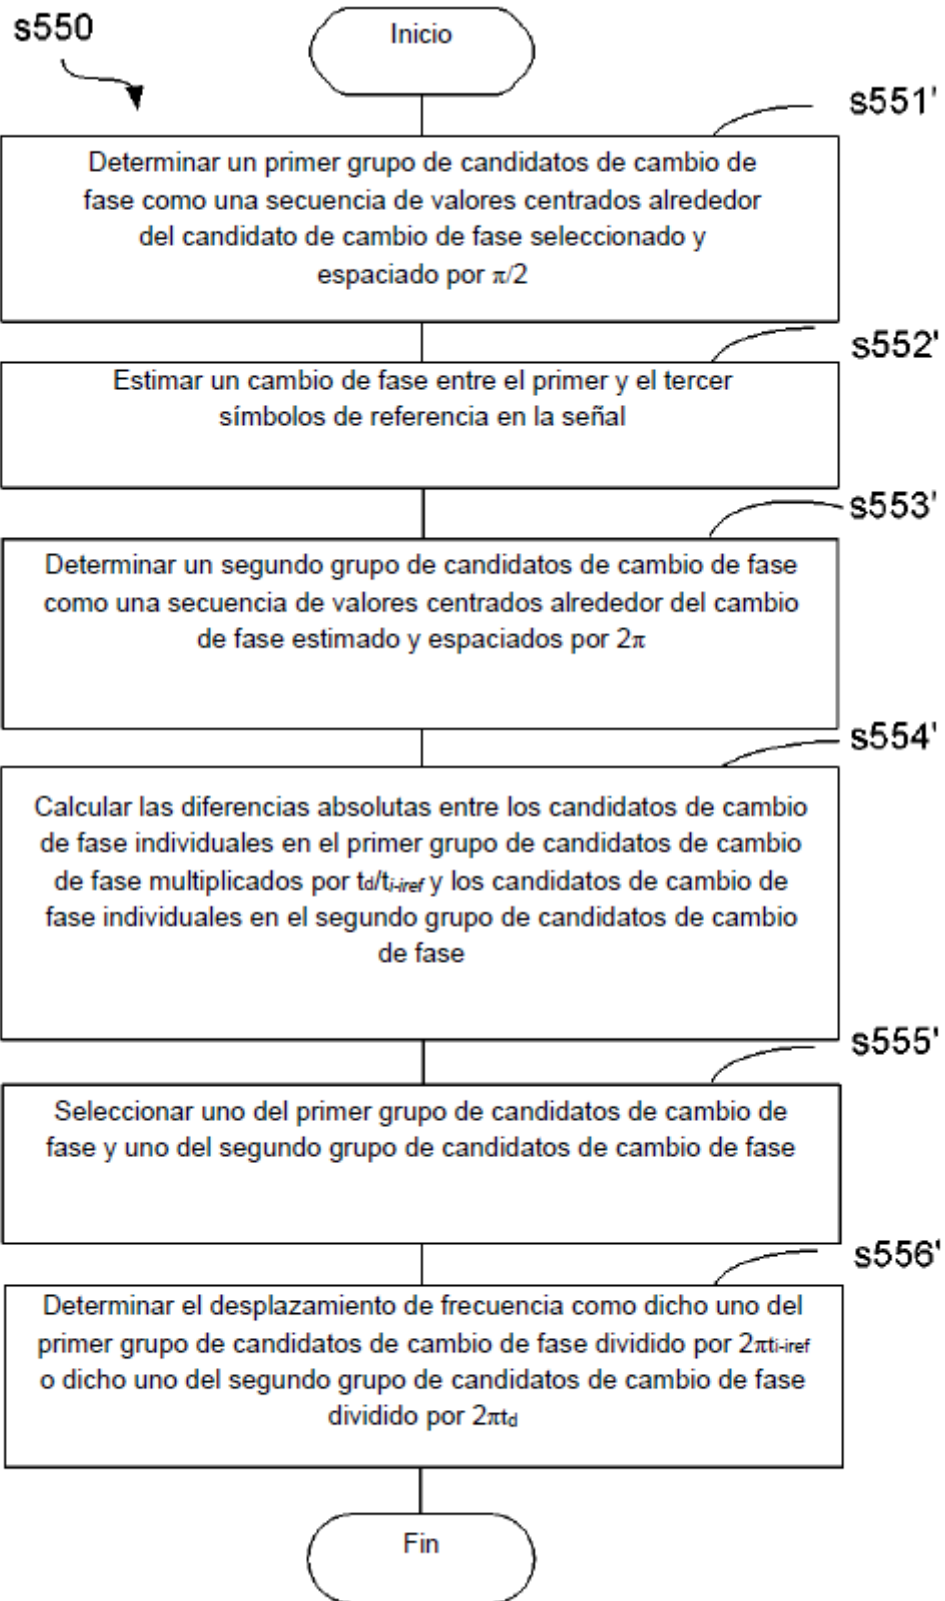 s550
Inicio
s551'
Determinar un primer grupo de candidatos de cambio de
fase como una secuencia de valores centrados alrededor
del candidato de cambio de fase seleccionado y
espaciado por π/2
s552'
Estimar un cambio de fase entre el primer y el tercer
símbolos de referencia en la señal
s553'
Determinar un segundo grupo de candidatos de cambio de fase
como una secuencia de valores centrados alrededor del cambio
de fase estimado y espaciados por 2π
s554'
Calcular las diferencias absolutas entre los candidatos de cambio
de fase individuales en el primer grupo de candidatos de cambio
de fase multiplicados por td/ti-iref y los candidatos de cambio de
fase individuales en el segundo grupo de candidatos de cambio
de fase
s555'
Seleccionar uno del primer grupo de candidatos de cambio de
fase y uno del segundo grupo de candidatos de cambio de fase
s556'
Determinar el desplazamiento de frecuencia como dicho uno del
primer grupo de candidatos de cambio de fase dividido por 2πti-iref
o dicho uno del segundo grupo de candidatos de cambio de fase
dividido por 2πtd
Fin